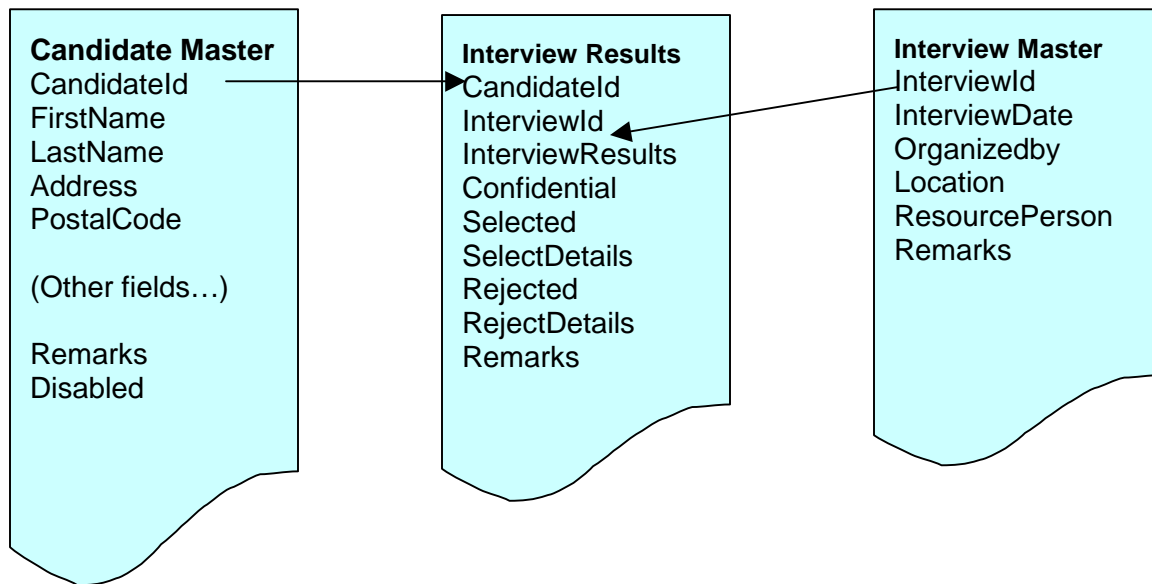 Candidate Master
CandidateId
FirstName
LastName
Address
PostalCode
(Other fields…)
Remarks
Disabled
Interview Results
CandidateId
InterviewId
InterviewResults
Confidential
Selected
SelectDetails
Rejected
RejectDetails
Remarks
Interview Master
InterviewId
InterviewDate
Organizedby
Location
ResourcePerson
Remarks